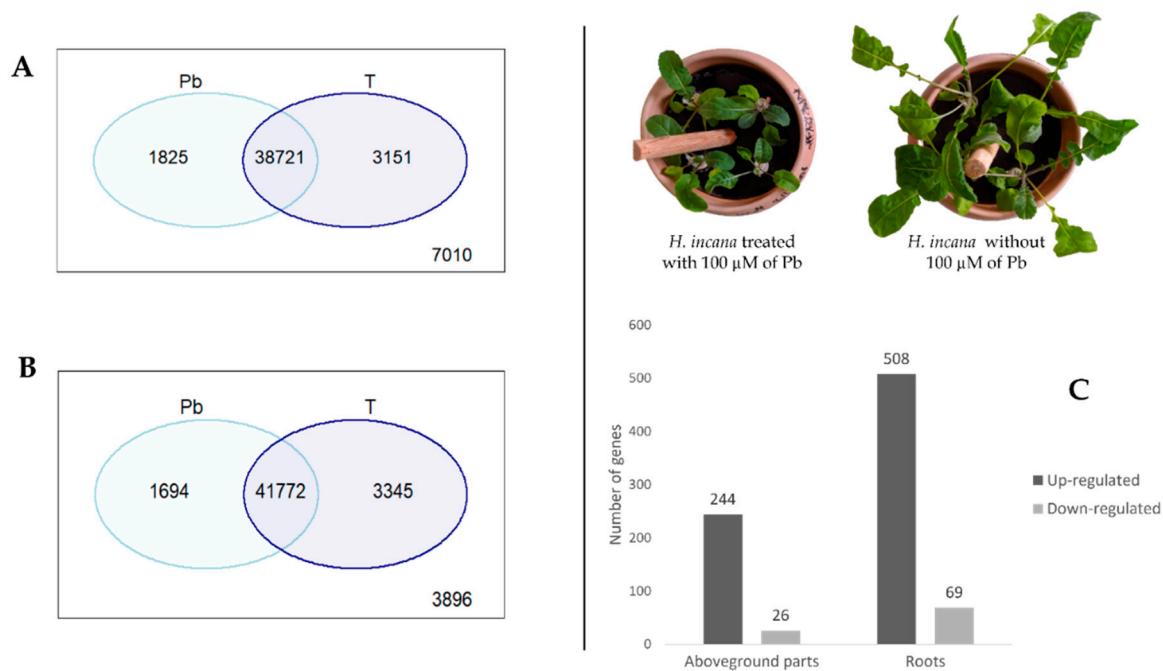 A
Pb
T
1825
38721
3151
7010
B
Pb
T
1694
41772
3345
3896
H. incana treated
with 100 μM of Pb
H. incana without
100 μM of Pb
C
Number of genes
600
500
400
300
200
100
0
244
26
508
69
Aboveground parts
Roots
Up-regulated
Down-regulated